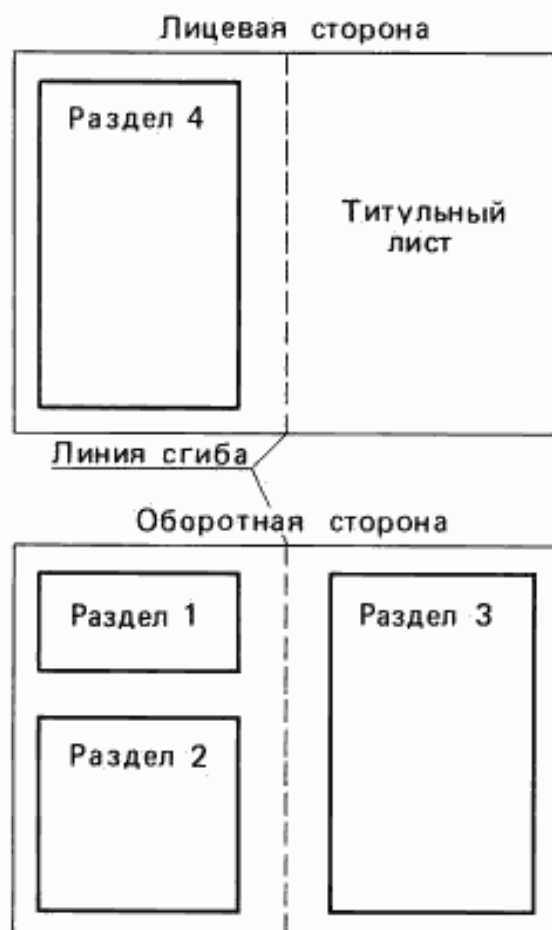 Лицевая сторона
Раздел 4
Титульный
лист
Линия сгиба
Оборотная сторона
Раздел 1
Раздел 3
Раздел 2